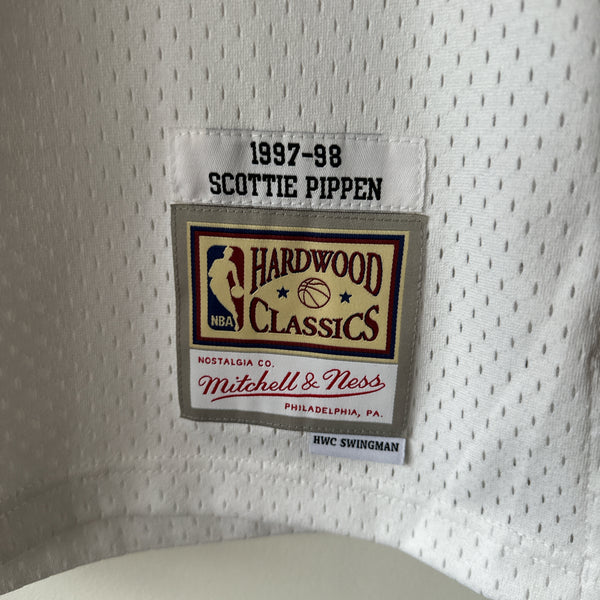 1997-98
SCOTTIE PIPPEN
HARDWOOD
CLASSICS
NBA
NOSTALGIA CO.
Mitchell & Ness
PHILADELPHIA, PA.
HWC SWINGMAN